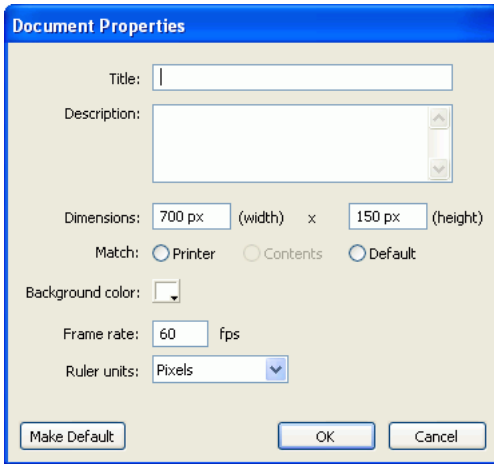 Document Properties
Title:
Description:
Dimensions: 700 px (width) x 150 px (height)
Match: Printer Contents Default
Background color:
Frame rate: 60 fps
Ruler units: Pixels
Make Default OK Cancel